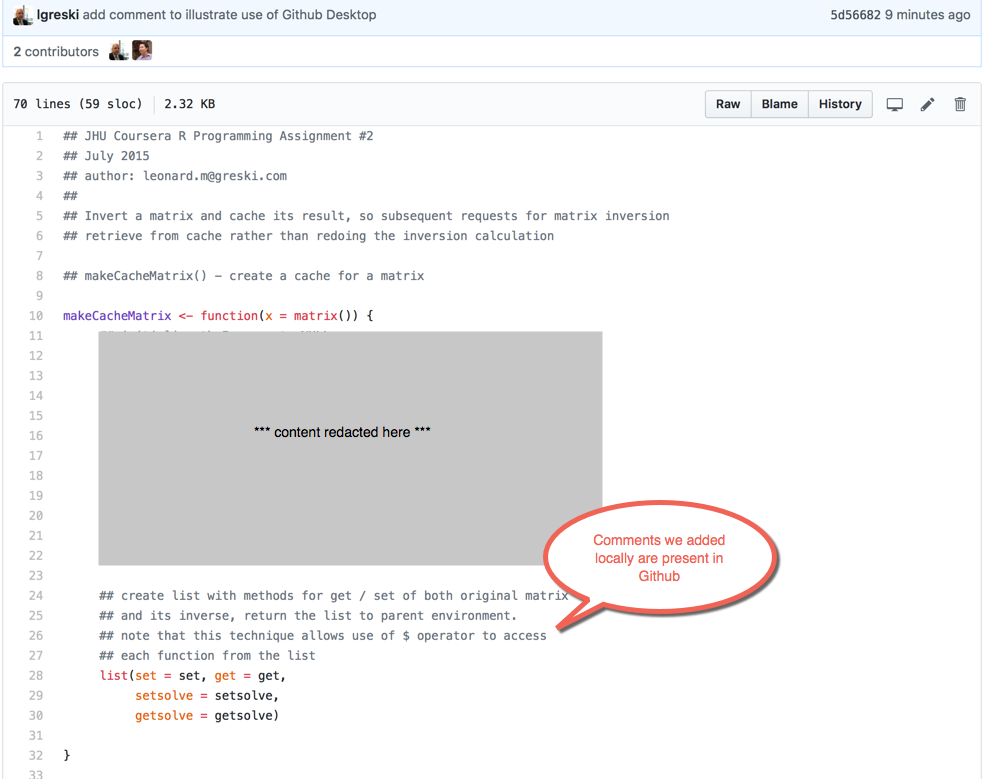 lgreski add comment to illustrate use of Github Desktop 5d56682 9 minutes ago
2 contributors
70 lines (59 sloc) 2.32 KB Raw Blame History
1 ## JHU Coursera R Programming Assignment #2
2 ## July 2015
3 ## author: leonard.m@greski.com
4 ##
5 ## Invert a matrix and cache its result, so subsequent requests for matrix inversion
6 ## retrieve from cache rather than redoing the inversion calculation
7
8 ## makeCacheMatrix() - create a cache for a matrix
9
10 makeCacheMatrix <- function(x = matrix()) {
11
12
13
14
15
*** content redacted here ***
16
17
18
19
20
21
22
23
Comments we added
locally are present in
Github
24 ## create list with methods for get / set of both original matrix
25 ## and its inverse, return the list to parent environment.
26 ## note that this technique allows use of $ operator to access
27 ## each function from the list
28 list(set = set, get = get,
29 setsolve = setsolve,
30 getsolve = getsolve)
31
32 }
33